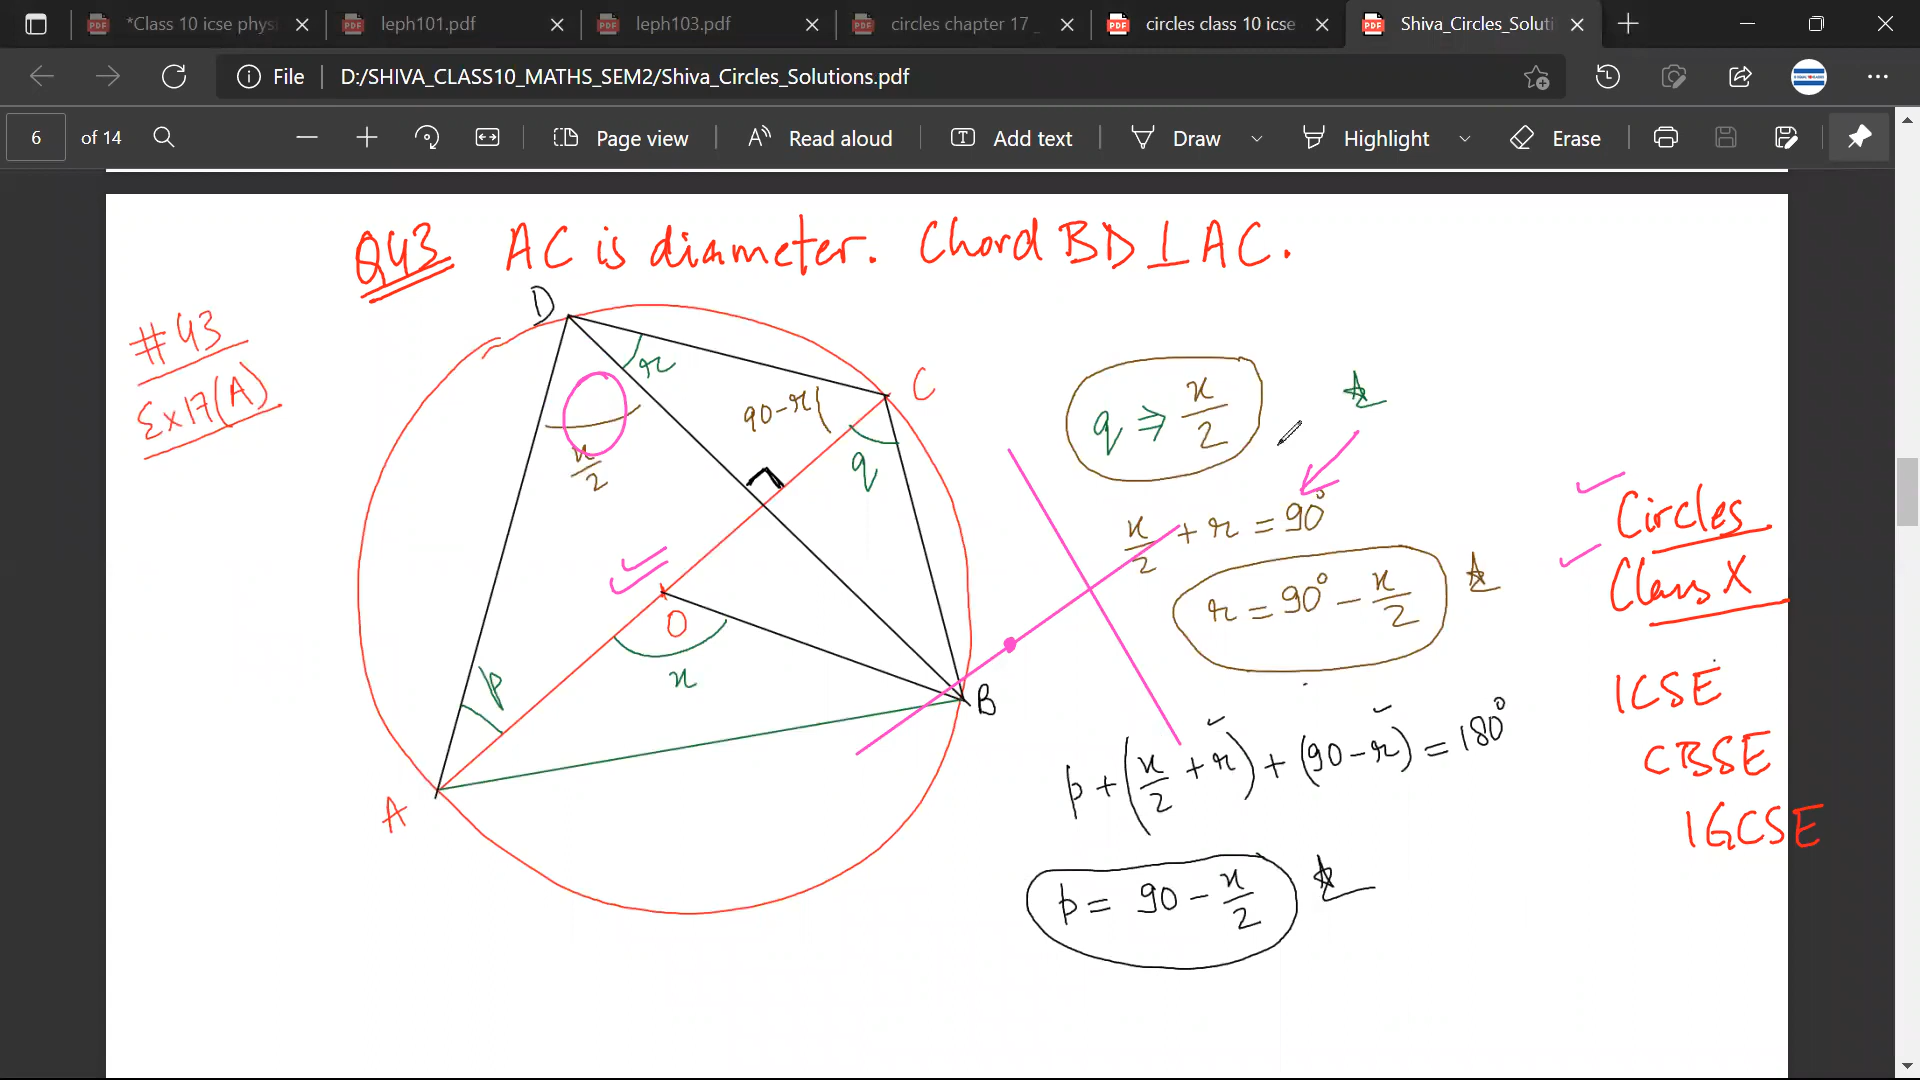 *Class 10 icse physi
leph101.pdf
leph103.pdf
circles chapter 17 _
circles class 10 icse
Shiva_Circles_Soluti
File
D:/SHIVA_CLASS10_MATHS_SEM2/Shiva_Circles_Solutions.pdf
6 of 14
Page view
Read aloud
Add text
Draw
Highlight
Erase
Q43 AC is diameter. Chord BD ⊥ AC.
#43
Ex17(A)
D
r
C
90-r
x/2
q
O
x
p
B
A
q ⇒ x/2
x/2 + r = 90°
r = 90° - x/2
p + (x/2 + r) + (90 - r) = 180°
p = 90 - x/2
Circles
Class X
ICSE
CBSE
IGCSE